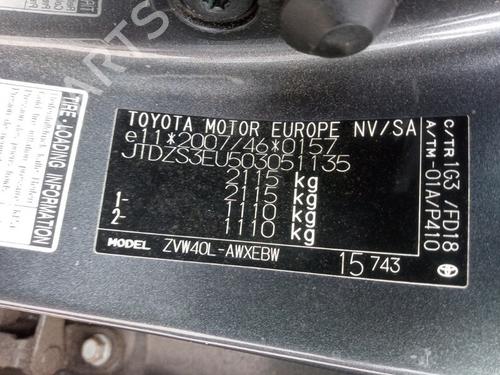 TOYOTA MOTOR EUROPE NV/SA
e11*2007/46*0157
JTDZS3EU503051135
2115 kg
2115 kg
1- 1110 kg
2- 1110 kg
MODEL ZVW40L-AWXEBW
15 743
C/TR 1G3 /FD18
A/TM -01A/P410
TIRE·LOADING INFORMATION
PARTS